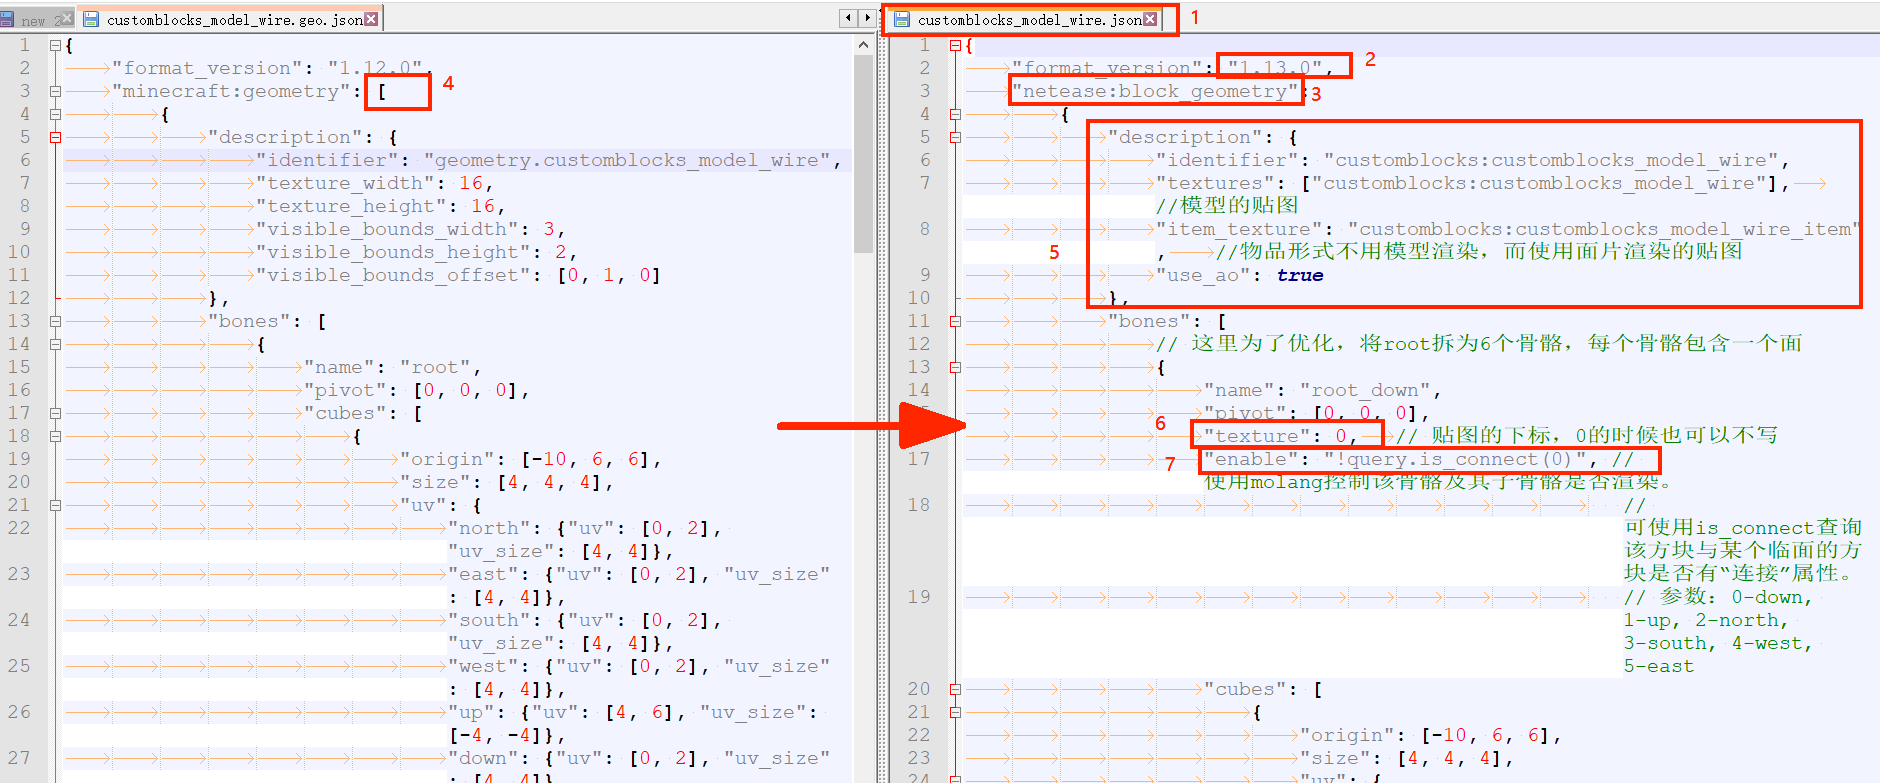 new 2
customblocks_model_wire.geo.json
1 {
2 "format_version": "1.12.0",
3 "minecraft:geometry": [
4
4 {
5 "description": {
6 "identifier": "geometry.customblocks_model_wire",
7 "texture_width": 16,
8 "texture_height": 16,
9 "visible_bounds_width": 3,
10 "visible_bounds_height": 2,
11 "visible_bounds_offset": [0, 1, 0]
12 },
13 "bones": [
14 {
15 "name": "root",
16 "pivot": [0, 0, 0],
17 "cubes": [
18 {
19 "origin": [-10, 6, 6],
20 "size": [4, 4, 4],
21 "uv": {
22 "north": {"uv": [0, 2],
"uv_size": [4, 4]},
23 "east": {"uv": [0, 2], "uv_size"
: [4, 4]},
24 "south": {"uv": [0, 2],
"uv_size": [4, 4]},
25 "west": {"uv": [0, 2], "uv_size"
: [4, 4]},
26 "up": {"uv": [4, 6], "uv_size":
[-4, -4]},
27 "down": {"uv": [0, 2], "uv_size"
: [4, 4]}
customblocks_model_wire.json
1
1 {
2 "format_version": "1.13.0",
2
3 "netease:block_geometry":
3
4 {
5 "description": {
6 "identifier": "customblocks:customblocks_model_wire",
7 "textures": ["customblocks:customblocks_model_wire"],
//模型的贴图
8 "item_texture": "customblocks:customblocks_model_wire_item"
, //物品形式不用模型渲染，而使用面片渲染的贴图
5
9 "use_ao": true
10 },
11 "bones": [
12 // 这里为了优化，将root拆为6个骨骼，每个骨骼包含一个面
13 {
14 "name": "root_down",
"pivot": [0, 0, 0],
6
"texture": 0, // 贴图的下标，0的时候也可以不写
7
17 "enable": "!query.is_connect(0)", //
使用molang控制该骨骼及其子骨骼是否渲染。
18 //
可使用is_connect查询
该方块与某个临面的方
块是否有“连接”属性。
19 // 参数：0-down,
1-up, 2-north,
3-south, 4-west,
5-east
20 "cubes": [
21 {
22 "origin": [-10, 6, 6],
23 "size": [4, 4, 4],
24 "uv": {